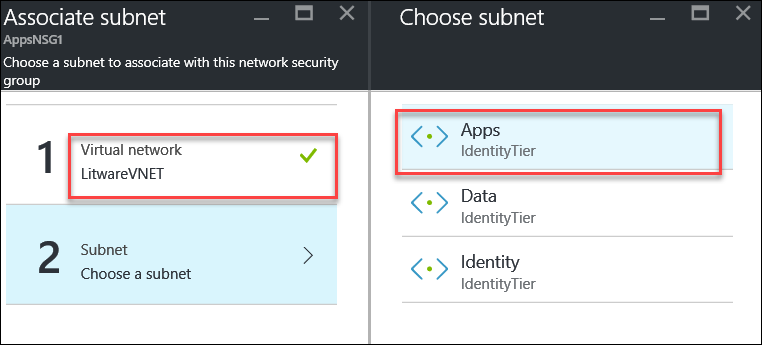 Associate subnet
AppsNSG1
Choose a subnet to associate with this network security
group
1
Virtual network
LitwareVNET
2
Subnet
Choose a subnet
Choose subnet
Apps
IdentityTier
Data
IdentityTier
Identity
IdentityTier